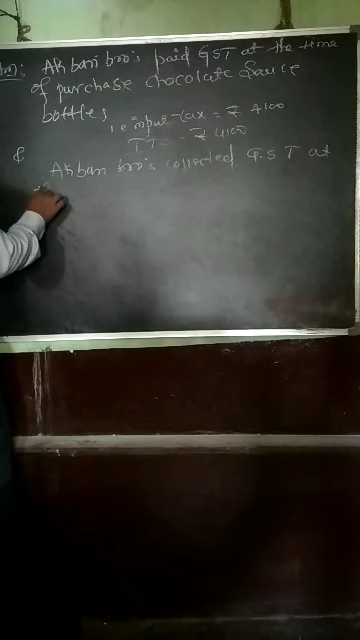 Akbari bro's paid GST at the time
of purchase chocolate Sauce
bottles
i.e input-tax = ₹ 4100
IT = ₹ 4100
&
Akbari bro's collected G.S.T at